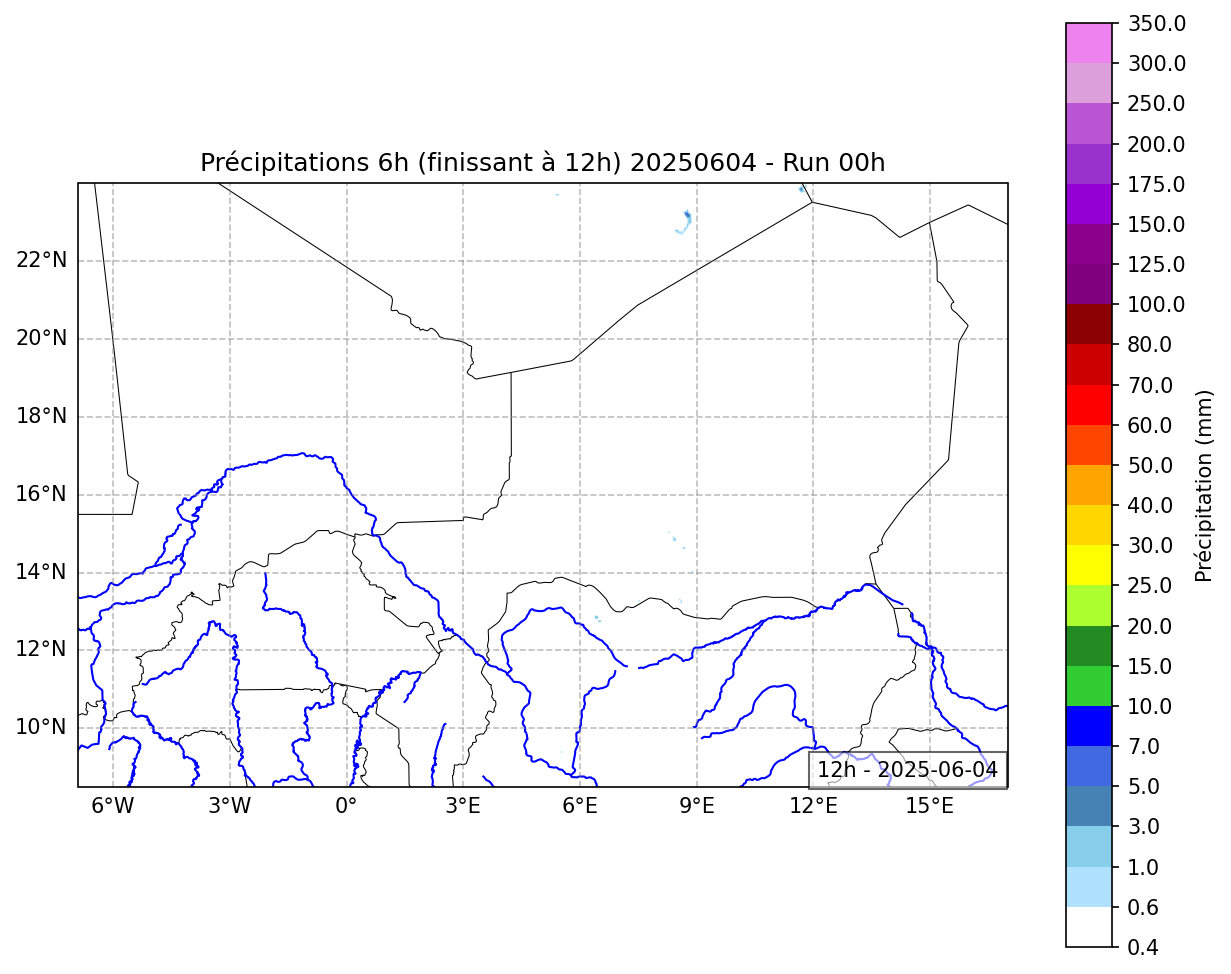 Précipitations 6h (finissant à 12h) 20250604 - Run 00h
22°N
20°N
18°N
16°N
14°N
12°N
10°N
6°W
3°W
0°
3°E
6°E
9°E
12°E
15°E
12h - 2025-06-04
350.0
300.0
250.0
200.0
175.0
150.0
125.0
100.0
80.0
70.0
60.0
50.0
40.0
30.0
25.0
20.0
15.0
10.0
7.0
5.0
3.0
1.0
0.6
0.4
Précipitation (mm)